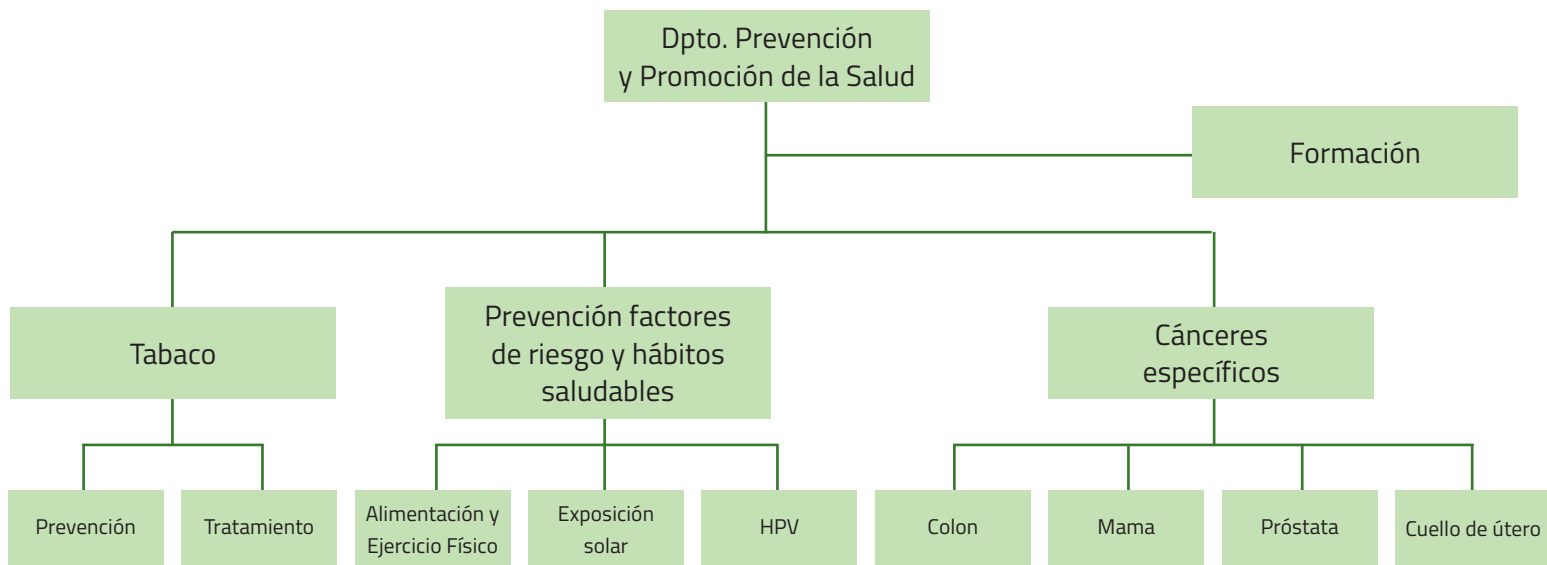 Dpto. Prevención
y Promoción de la Salud
Formación
Tabaco
Prevención factores
de riesgo y hábitos
saludables
Cánceres
específicos
Prevención
Tratamiento
Alimentación y
Ejercicio Físico
Exposición
solar
HPV
Colon
Mama
Próstata
Cuello de útero